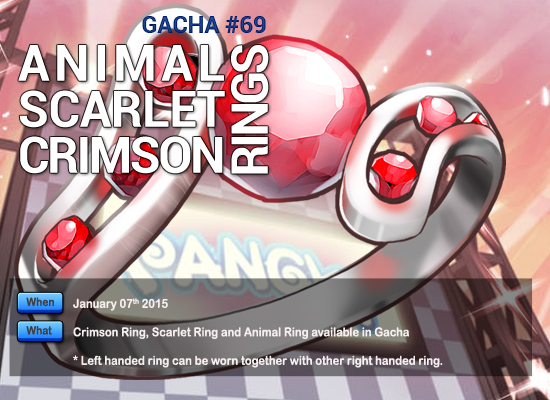 GACHA #69
ANIMAL
SCARLET
CRIMSON
RINGS
PANGY
When
January 07th 2015
What
Crimson Ring, Scarlet Ring and Animal Ring available in Gacha
* Left handed ring can be worn together with other right handed ring.